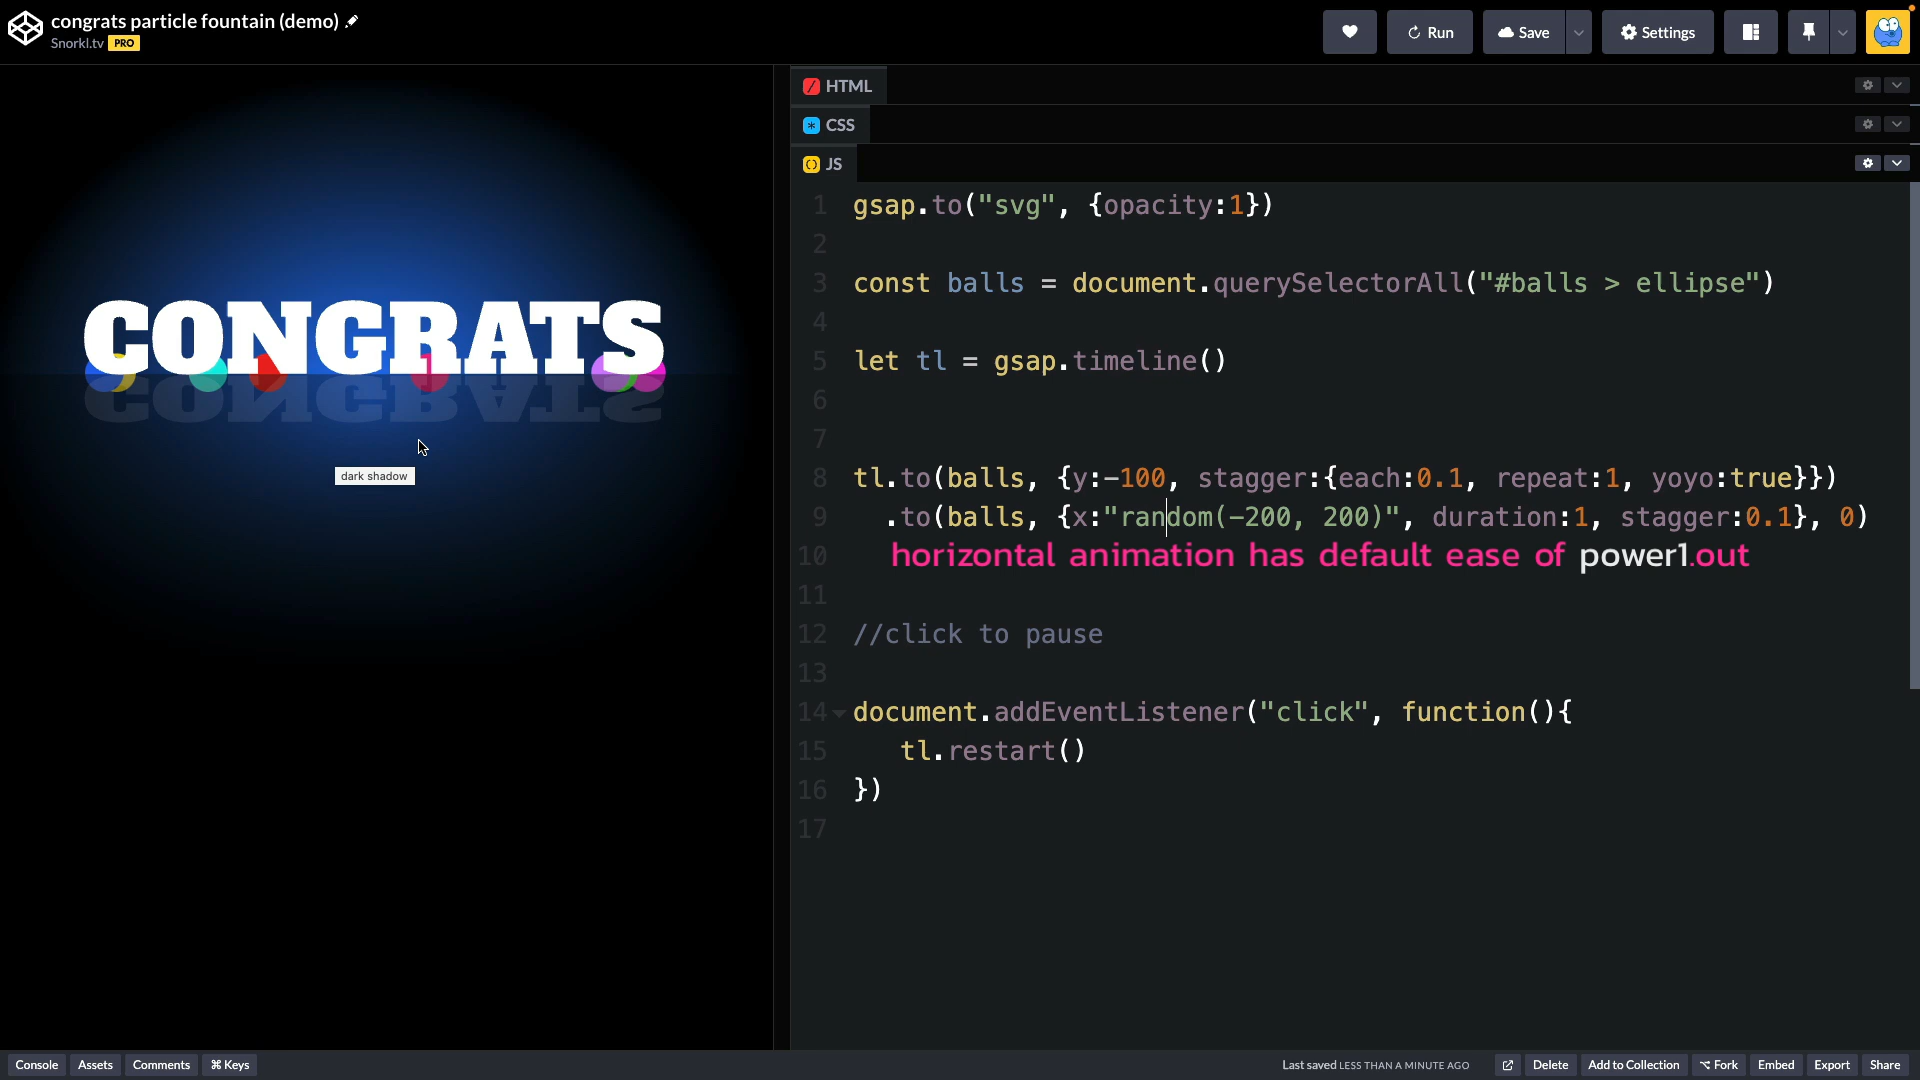 congrats particle fountain (demo)
Snorkl.tv PRO
Run
Save
Settings
HTML
CSS
JS
CONGRATS
dark shadow
1 gsap.to("svg", {opacity:1})
2
3 const balls = document.querySelectorAll("#balls > ellipse")
4
5 let tl = gsap.timeline()
6
7
8 tl.to(balls, {y:-100, stagger:{each:0.1, repeat:1, yoyo:true}})
9 .to(balls, {x:"random(-200, 200)", duration:1, stagger:0.1}, 0)
10 horizontal animation has default ease of power1.out
11
12 //click to pause
13
14 document.addEventListener("click", function(){
15 tl.restart()
16 })
17
Console Assets Comments ⌘ Keys Last saved LESS THAN A MINUTE AGO Delete Add to Collection Fork Embed Export Share